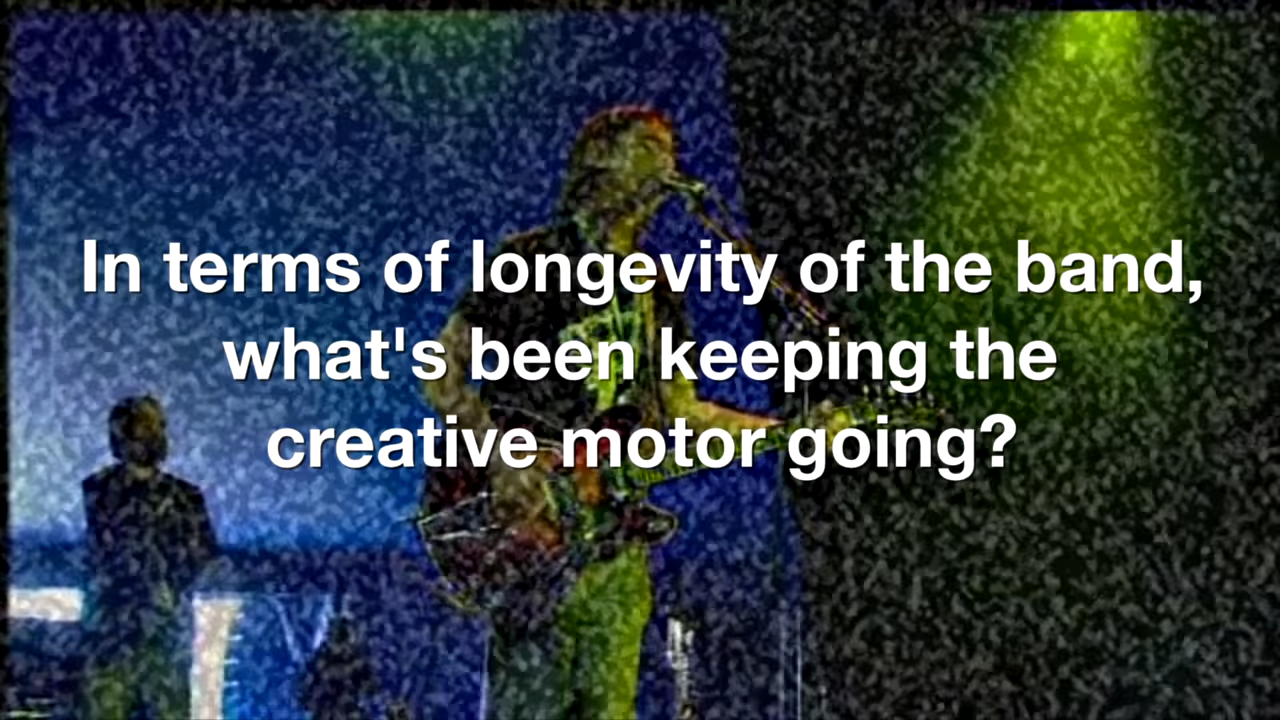 In terms of longevity of the band,
what's been keeping the
creative motor going?